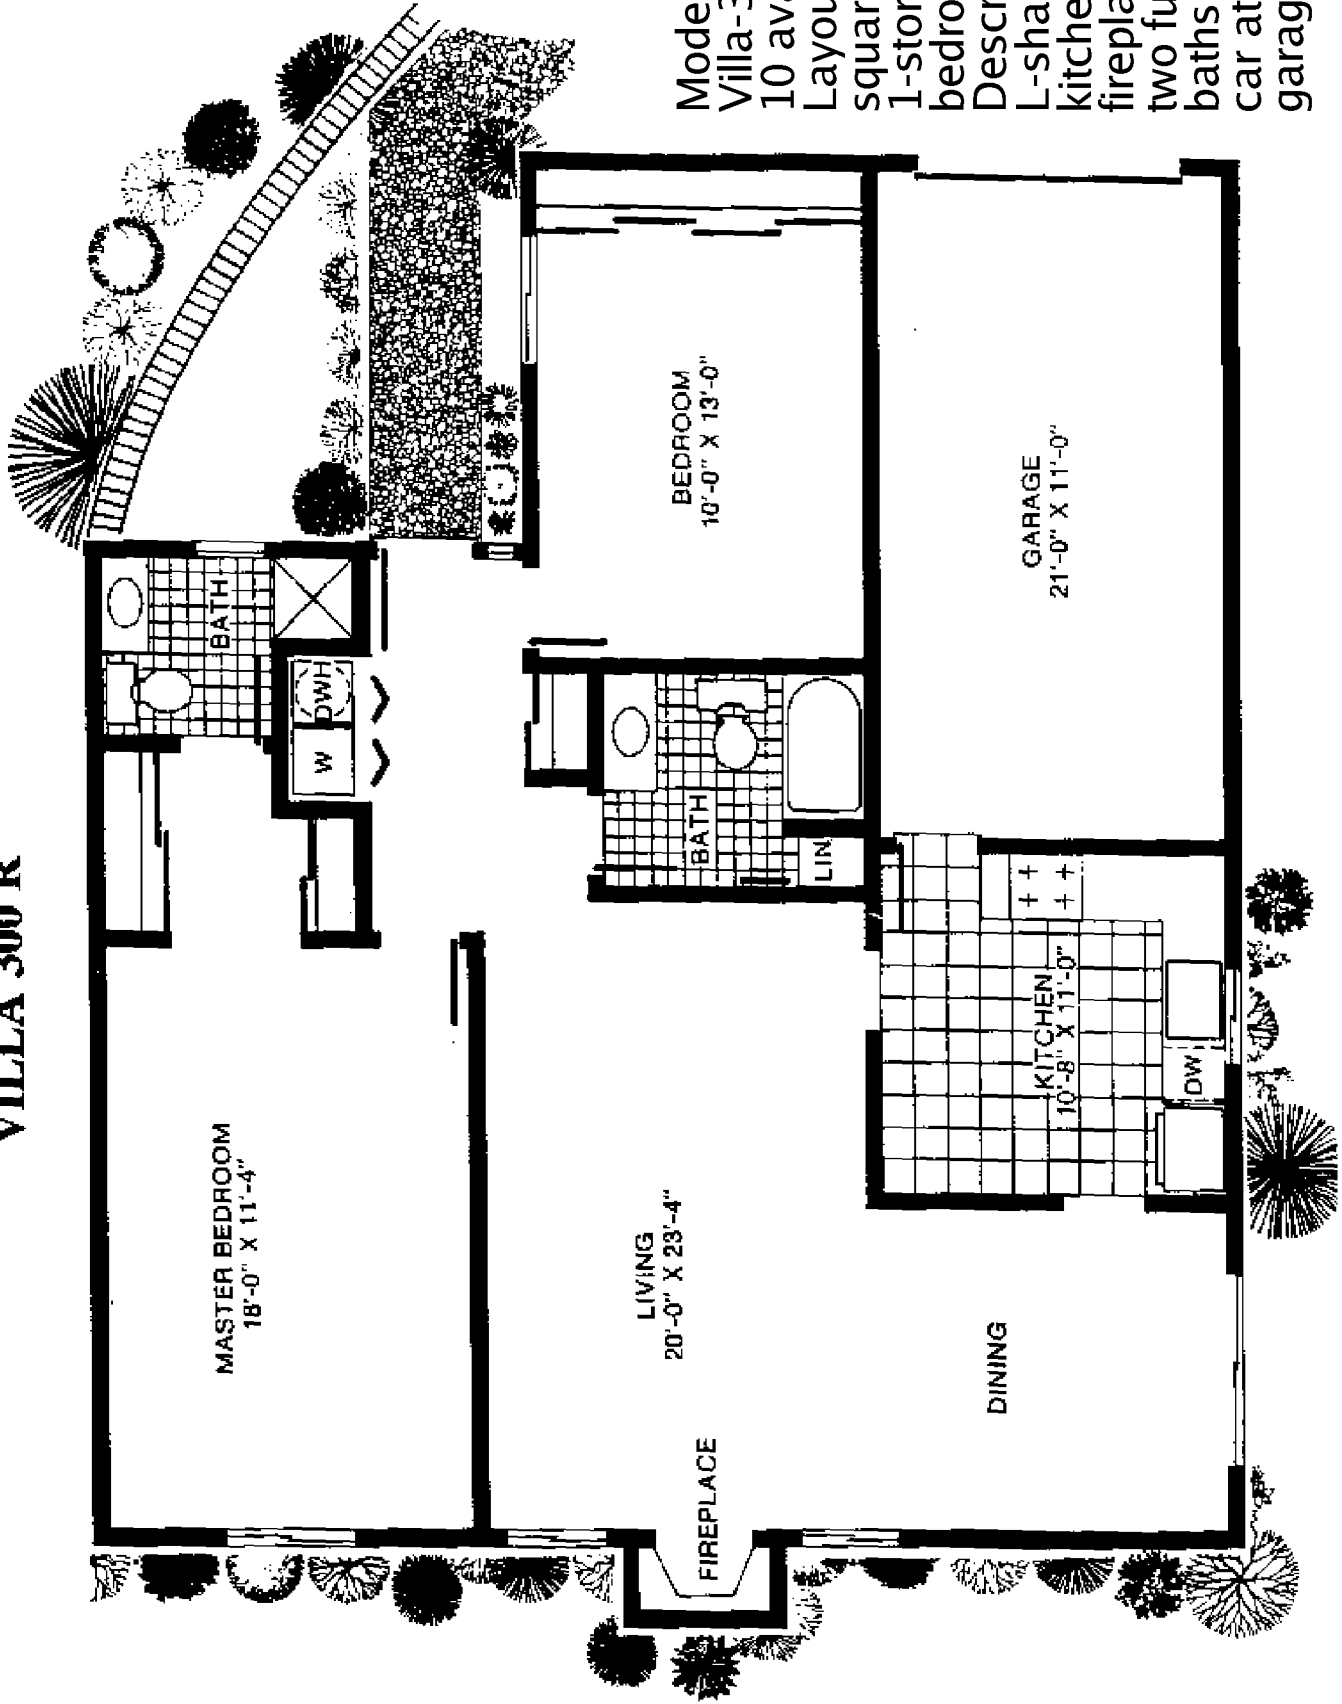 VILLA 300 R
MASTER BEDROOM
18'-0" X 11'-4"
BATH
W
DWH
LIVING
20'-0" X 23'-4"
FIREPLACE
DINING
BATH
LIN
BEDROOM
10'-0" X 13'-0"
KITCHEN
10'-8" X 11'-0"
DW
GARAGE
21'-0" X 11'-0"
Mode
Villa-3
10 ava
Layou
squar
1-stor
bedro
Descr
L-sha
kitche
firepla
two fu
baths
car at
garag